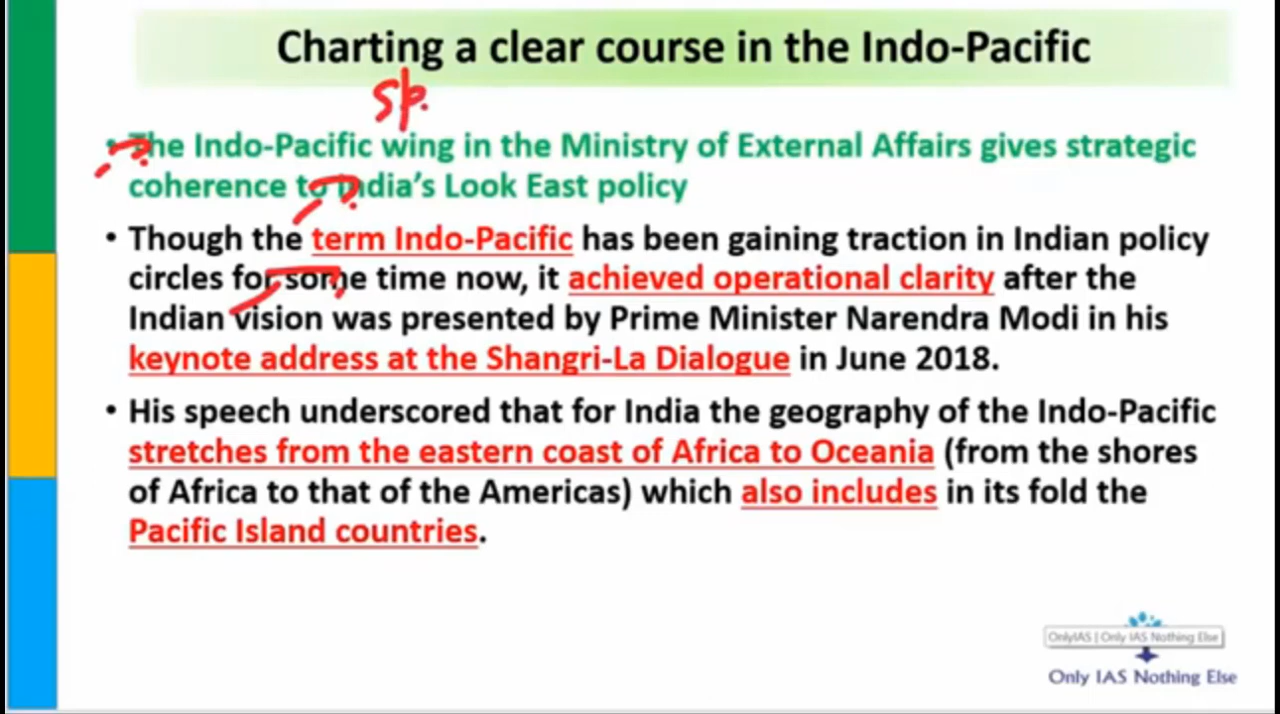 Charting a clear course in the Indo-Pacific
Sp.
• The Indo-Pacific wing in the Ministry of External Affairs gives strategic
coherence to India's Look East policy
• Though the term Indo-Pacific has been gaining traction in Indian policy
circles for some time now, it achieved operational clarity after the
Indian vision was presented by Prime Minister Narendra Modi in his
keynote address at the Shangri-La Dialogue in June 2018.
• His speech underscored that for India the geography of the Indo-Pacific
stretches from the eastern coast of Africa to Oceania (from the shores
of Africa to that of the Americas) which also includes in its fold the
Pacific Island countries.
OnlyIAS | Only IAS Nothing Else
Only IAS Nothing Else